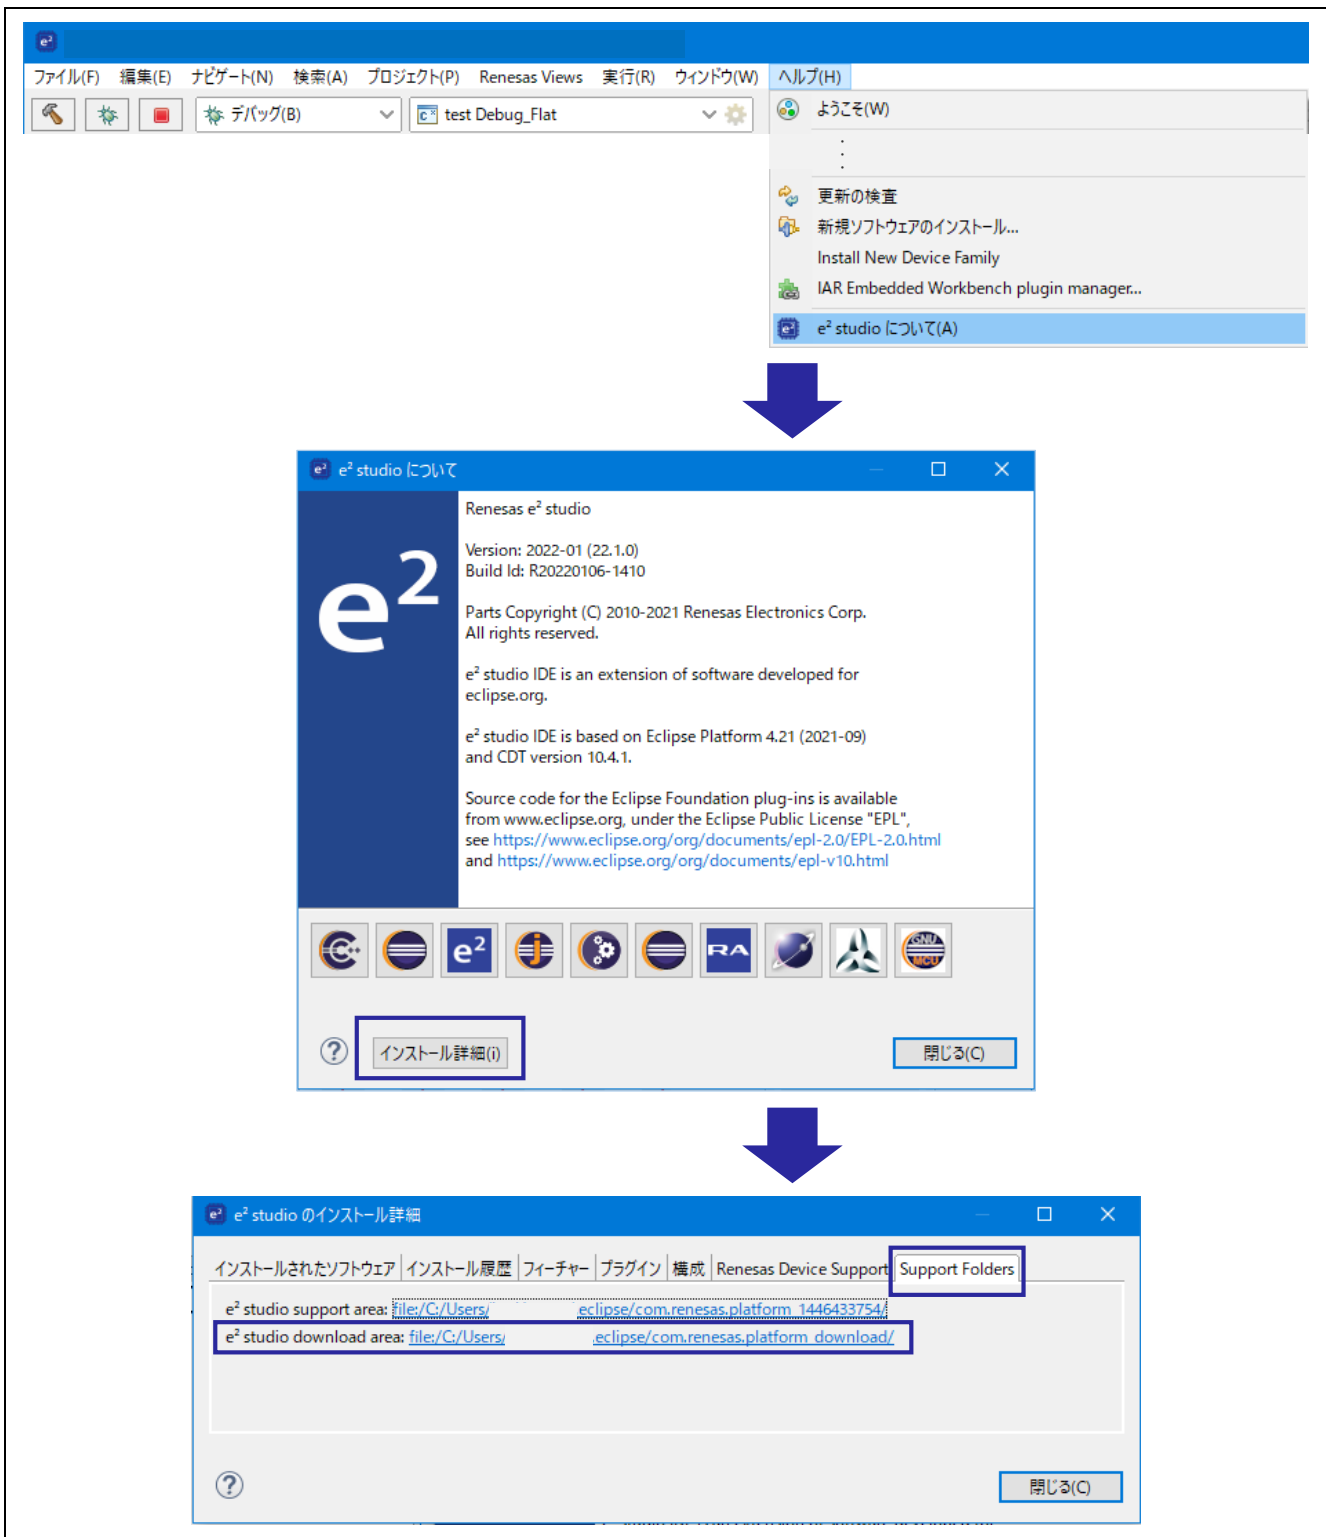 e²
ファイル(F) 編集(E) ナビゲート(N) 検索(A) プロジェクト(P) Renesas Views 実行(R) ウィンドウ(W) ヘルプ(H)
デバッグ(B) test Debug_Flat
ようこそ(W)
更新の検査
新規ソフトウェアのインストール...
Install New Device Family
IAR Embedded Workbench plugin manager...
e² studio について(A)
e² studio について
Renesas e² studio
Version: 2022-01 (22.1.0)
Build Id: R20220106-1410
Parts Copyright (C) 2010-2021 Renesas Electronics Corp.
All rights reserved.
e² studio IDE is an extension of software developed for
eclipse.org.
e² studio IDE is based on Eclipse Platform 4.21 (2021-09)
and CDT version 10.4.1.
Source code for the Eclipse Foundation plug-ins is available
from www.eclipse.org, under the Eclipse Public License "EPL",
see https://www.eclipse.org/org/documents/epl-2.0/EPL-2.0.html
and https://www.eclipse.org/org/documents/epl-v10.html
e²
C++ e² j RA GNU MCU
インストール詳細(i) 閉じる(C)
e² studio のインストール詳細
インストールされたソフトウェア インストール履歴 フィーチャー プラグイン 構成 Renesas Device Support Support Folders
e² studio support area: file:/C:/Users/ .eclipse/com.renesas.platform_1446433754/
e² studio download area: file:/C:/Users/ .eclipse/com.renesas.platform_download/
閉じる(C)